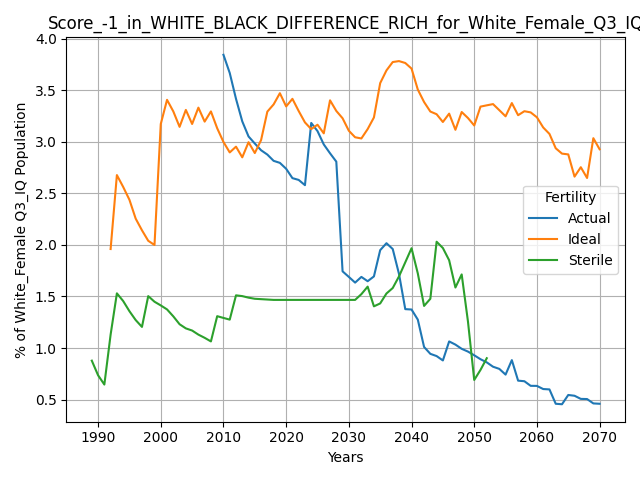 Score_-1_in_WHITE_BLACK_DIFFERENCE_RICH_for_White_Female_Q3_IQ
% of White_Female Q3_IQ Population
4.0
3.5
3.0
2.5
2.0
1.5
1.0
0.5
Fertility
Actual
Ideal
Sterile
1990 2000 2010 2020 2030 2040 2050 2060 2070
Years